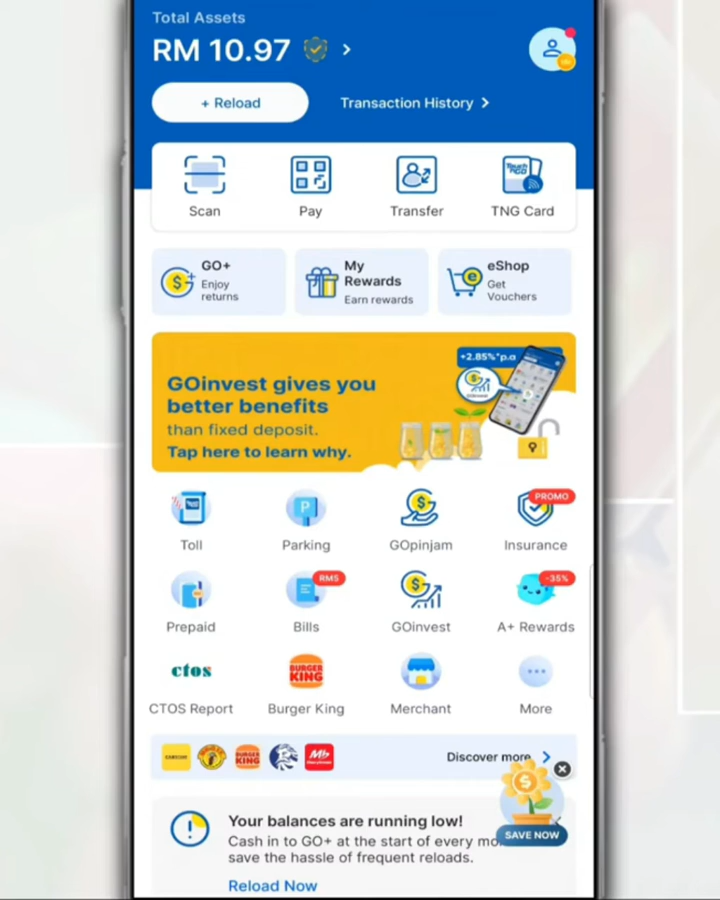 Total Assets
RM 10.97
+ Reload
Transaction History
Scan
Pay
Transfer
TNG Card
GO+
Enjoy
returns
My
Rewards
Earn rewards
eShop
Get
Vouchers
GOinvest gives you
better benefits
than fixed deposit.
Tap here to learn why.
+2.85%*p.a
Toll
Parking
GOpinjam
PROMO
Insurance
Prepaid
RM5
Bills
GOinvest
-35%
A+ Rewards
ctos
CTOS Report
BURGER
KING
Burger King
Merchant
More
BURGER
KING
Discover more
Your balances are running low!
Cash in to GO+ at the start of every mo
save the hassle of frequent reloads.
SAVE NOW
Reload Now